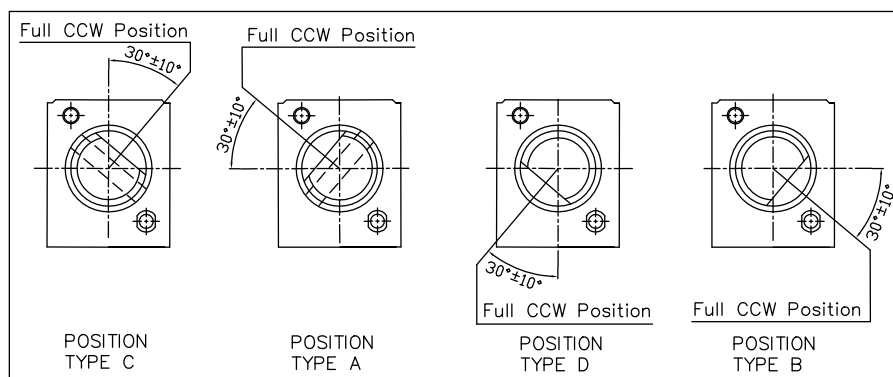 Full CCW Position
30°±10°
POSITION
TYPE C
Full CCW Position
30°±10°
POSITION
TYPE A
30°±10°
Full CCW Position
POSITION
TYPE D
30°±10°
Full CCW Position
POSITION
TYPE B